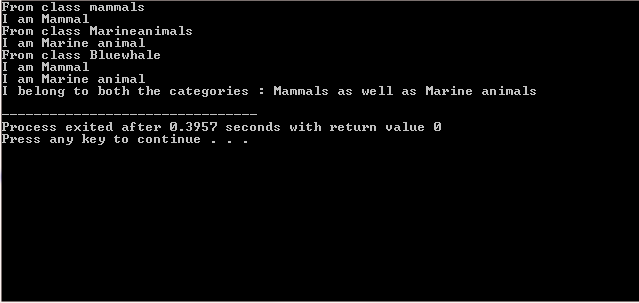 From class mammals
I am Mammal
From class Marineanimals
I am Marine animal
From class Bluewhale
I am Mammal
I am Marine animal
I belong to both the categories : Mammals as well as Marine animals
--------------------------------
Process exited after 0.3957 seconds with return value 0
Press any key to continue . . .